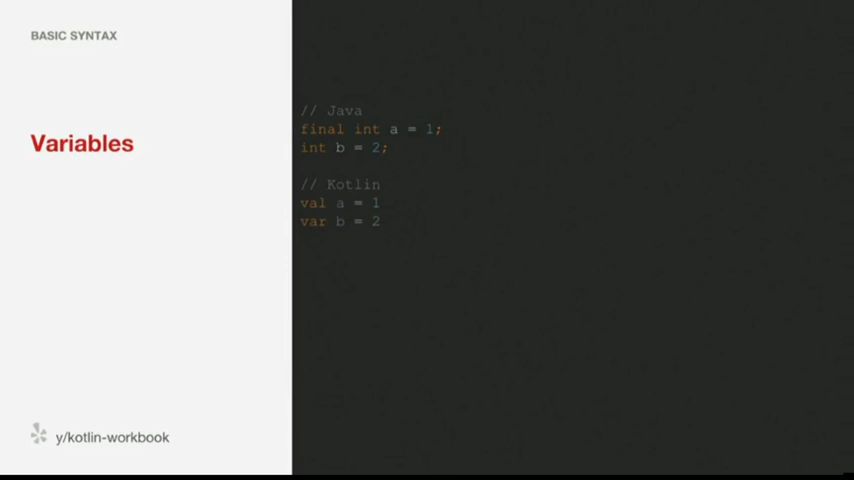 BASIC SYNTAX
Variables
// Java
final int a = 1;
int b = 2;
// Kotlin
val a = 1
var b = 2
y/kotlin-workbook